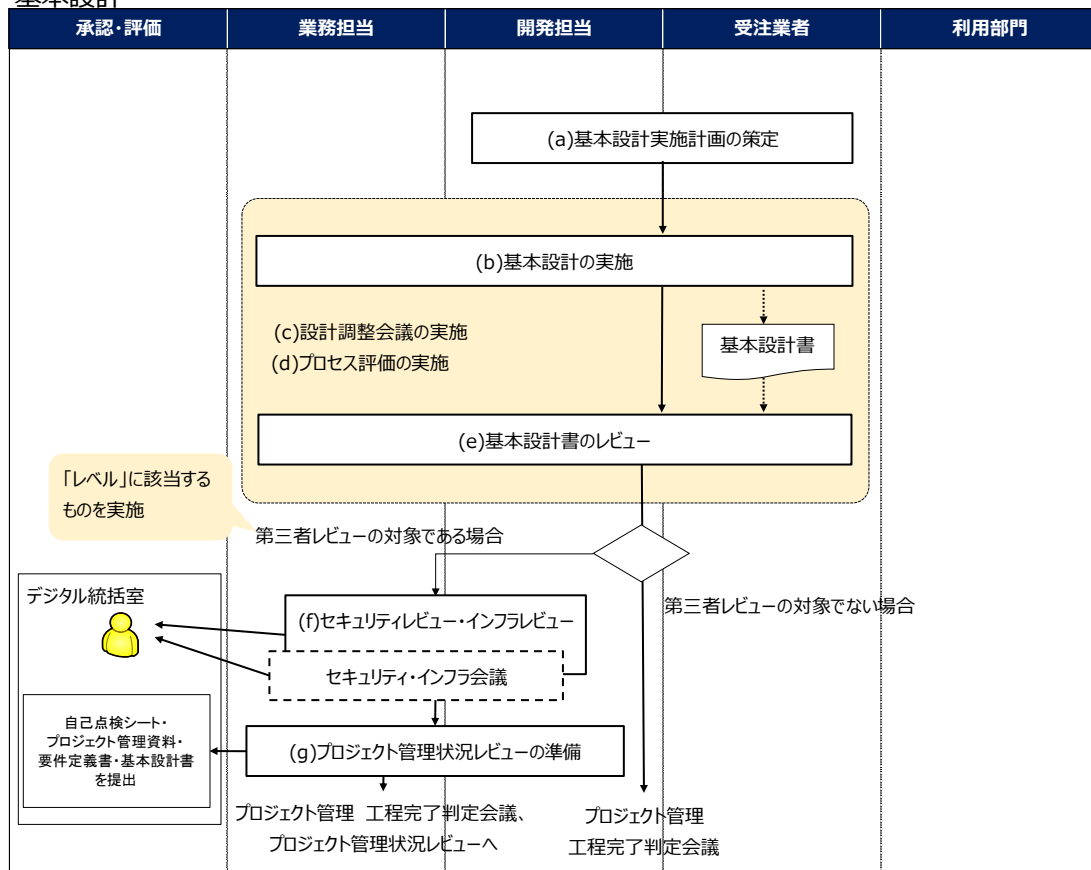 基本設計
承認・評価
業務担当
開発担当
受注業者
利用部門
(a)基本設計実施計画の策定
(b)基本設計の実施
(c)設計調整会議の実施
(d)プロセス評価の実施
基本設計書
(e)基本設計書のレビュー
「レベル」に該当する
ものを実施
第三者レビューの対象である場合
第三者レビューの対象でない場合
デジタル統括室
(f)セキュリティレビュー・インフラレビュー
セキュリティ・インフラ会議
自己点検シート・
プロジェクト管理資料・
要件定義書・基本設計書
を提出
(g)プロジェクト管理状況レビューの準備
プロジェクト管理 工程完了判定会議、
プロジェクト管理状況レビューへ
プロジェクト管理
工程完了判定会議